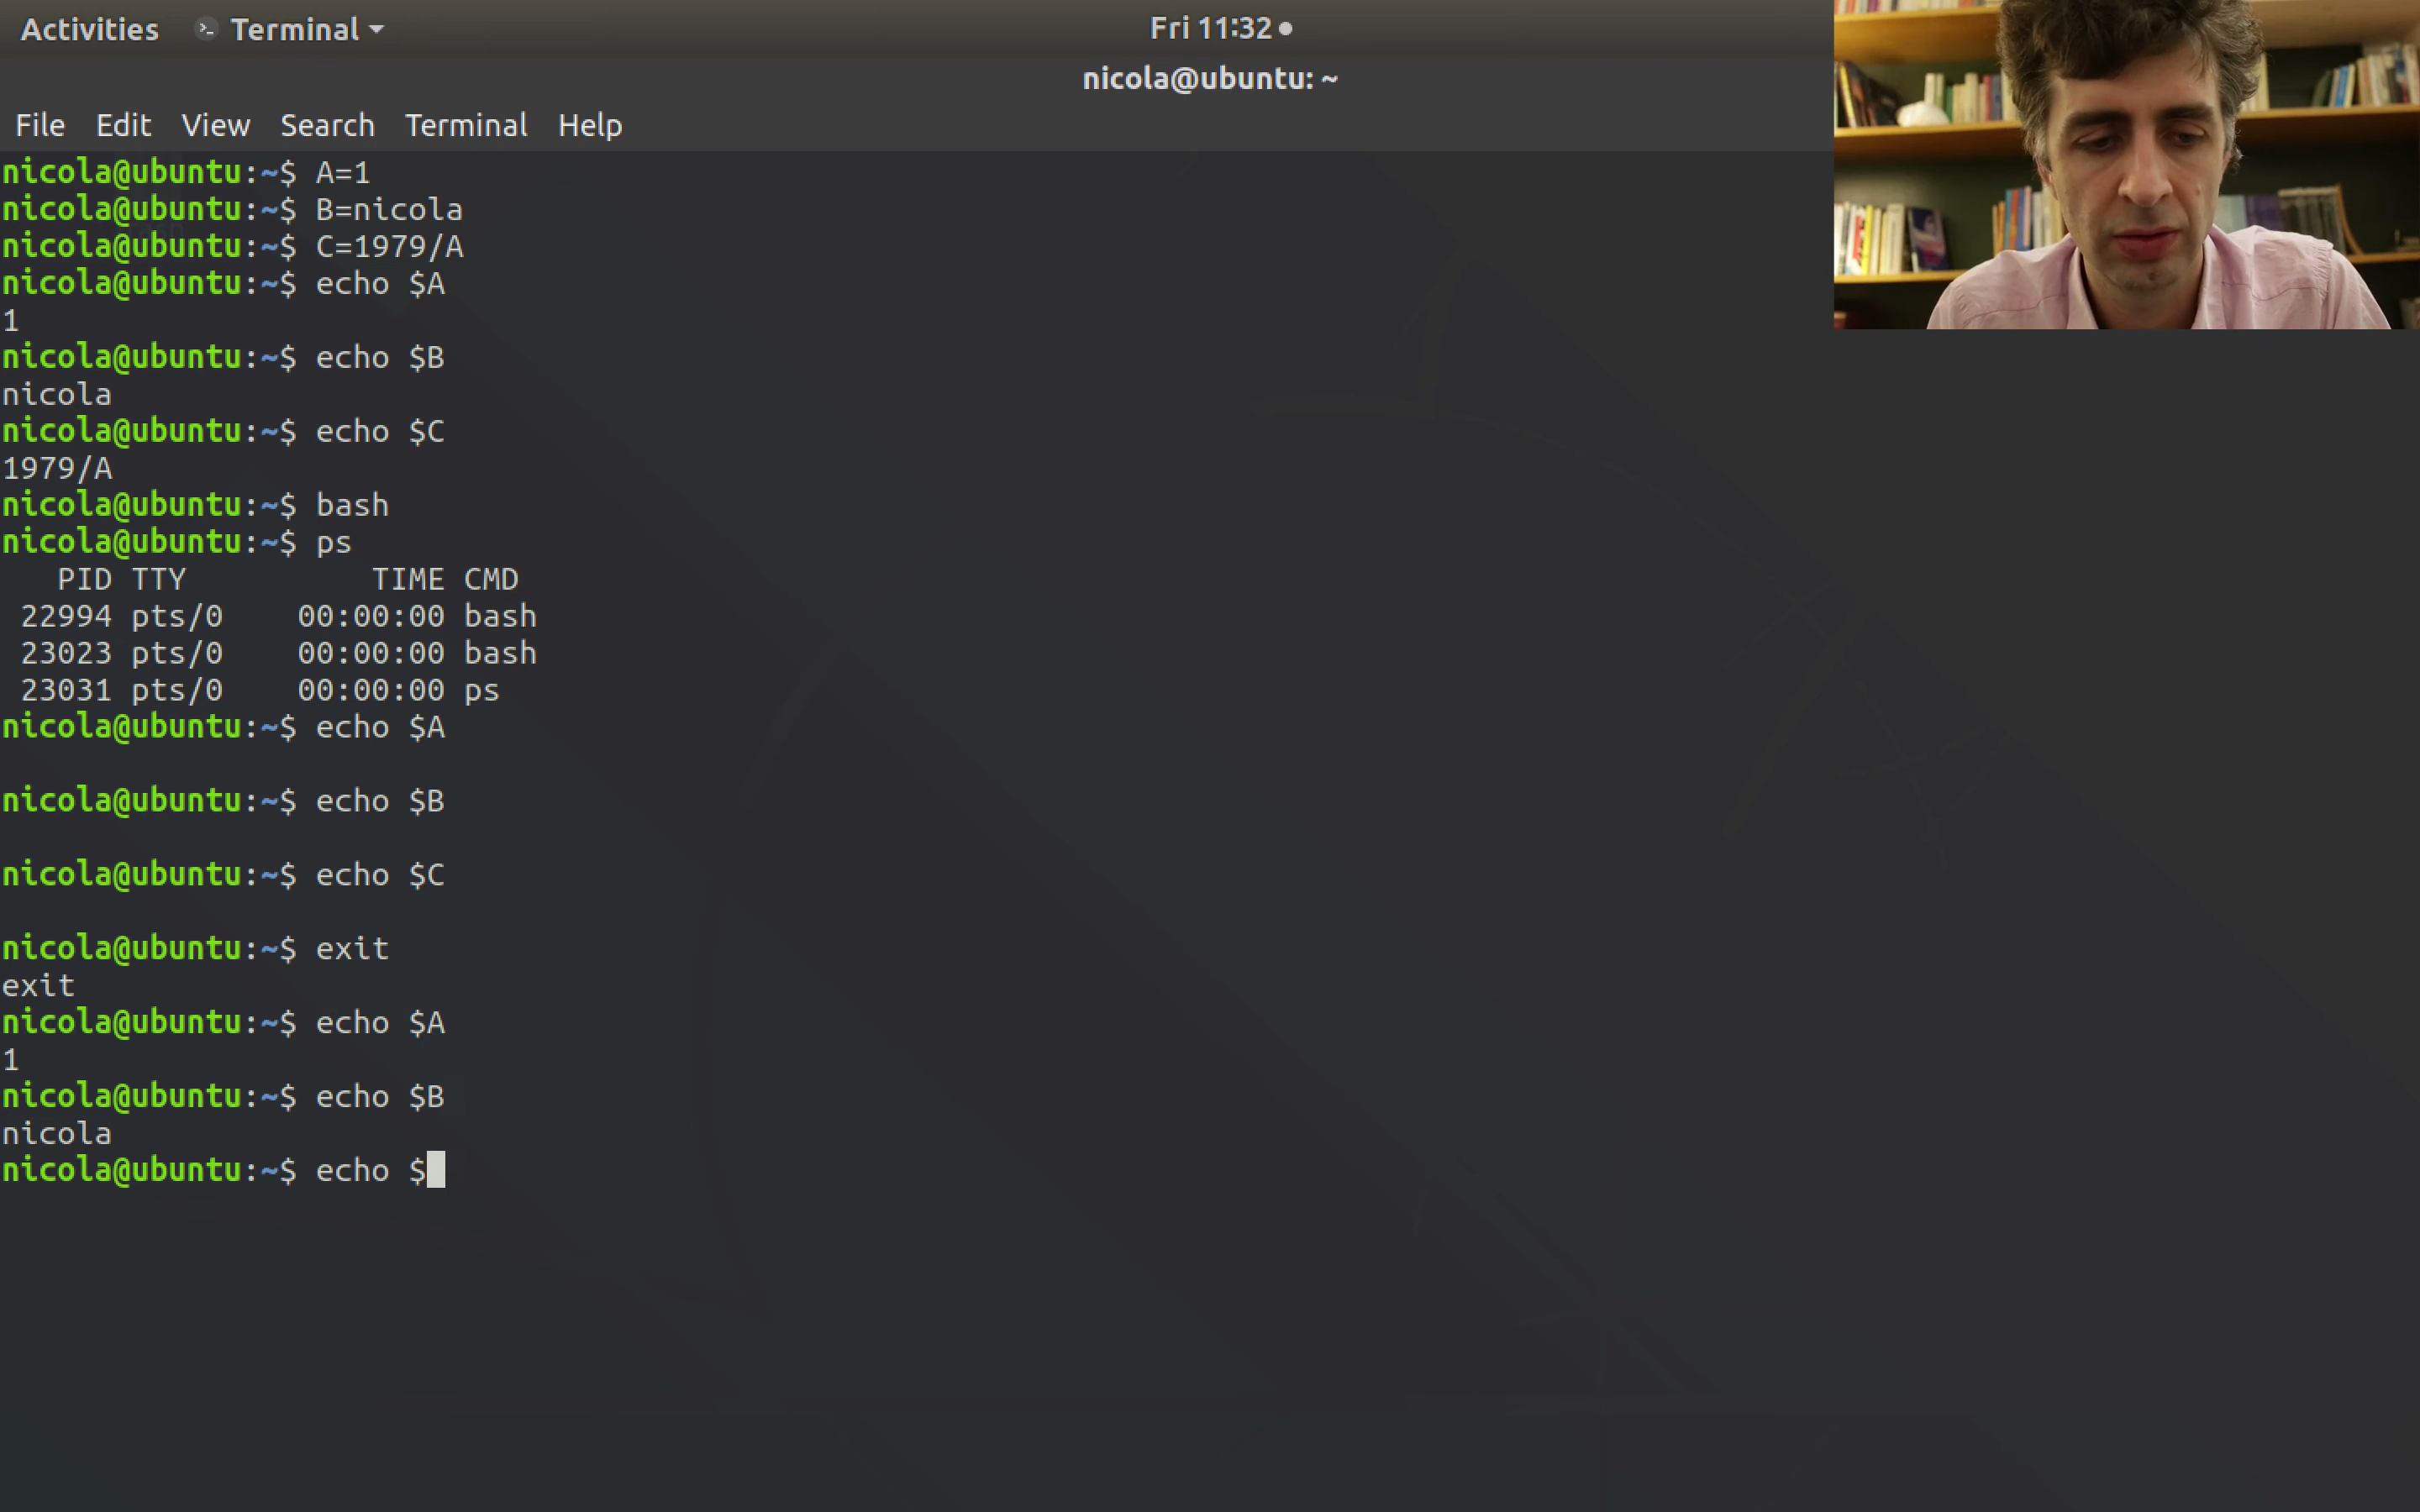 Activities Terminal Fri 11:32
nicola@ubuntu: ~
File Edit View Search Terminal Help
nicola@ubuntu:~$ A=1
nicola@ubuntu:~$ B=nicola
nicola@ubuntu:~$ C=1979/A
nicola@ubuntu:~$ echo $A
1
nicola@ubuntu:~$ echo $B
nicola
nicola@ubuntu:~$ echo $C
1979/A
nicola@ubuntu:~$ bash
nicola@ubuntu:~$ ps
PID TTY TIME CMD
22994 pts/0 00:00:00 bash
23023 pts/0 00:00:00 bash
23031 pts/0 00:00:00 ps
nicola@ubuntu:~$ echo $A
nicola@ubuntu:~$ echo $B
nicola@ubuntu:~$ echo $C
nicola@ubuntu:~$ exit
exit
nicola@ubuntu:~$ echo $A
1
nicola@ubuntu:~$ echo $B
nicola
nicola@ubuntu:~$ echo $